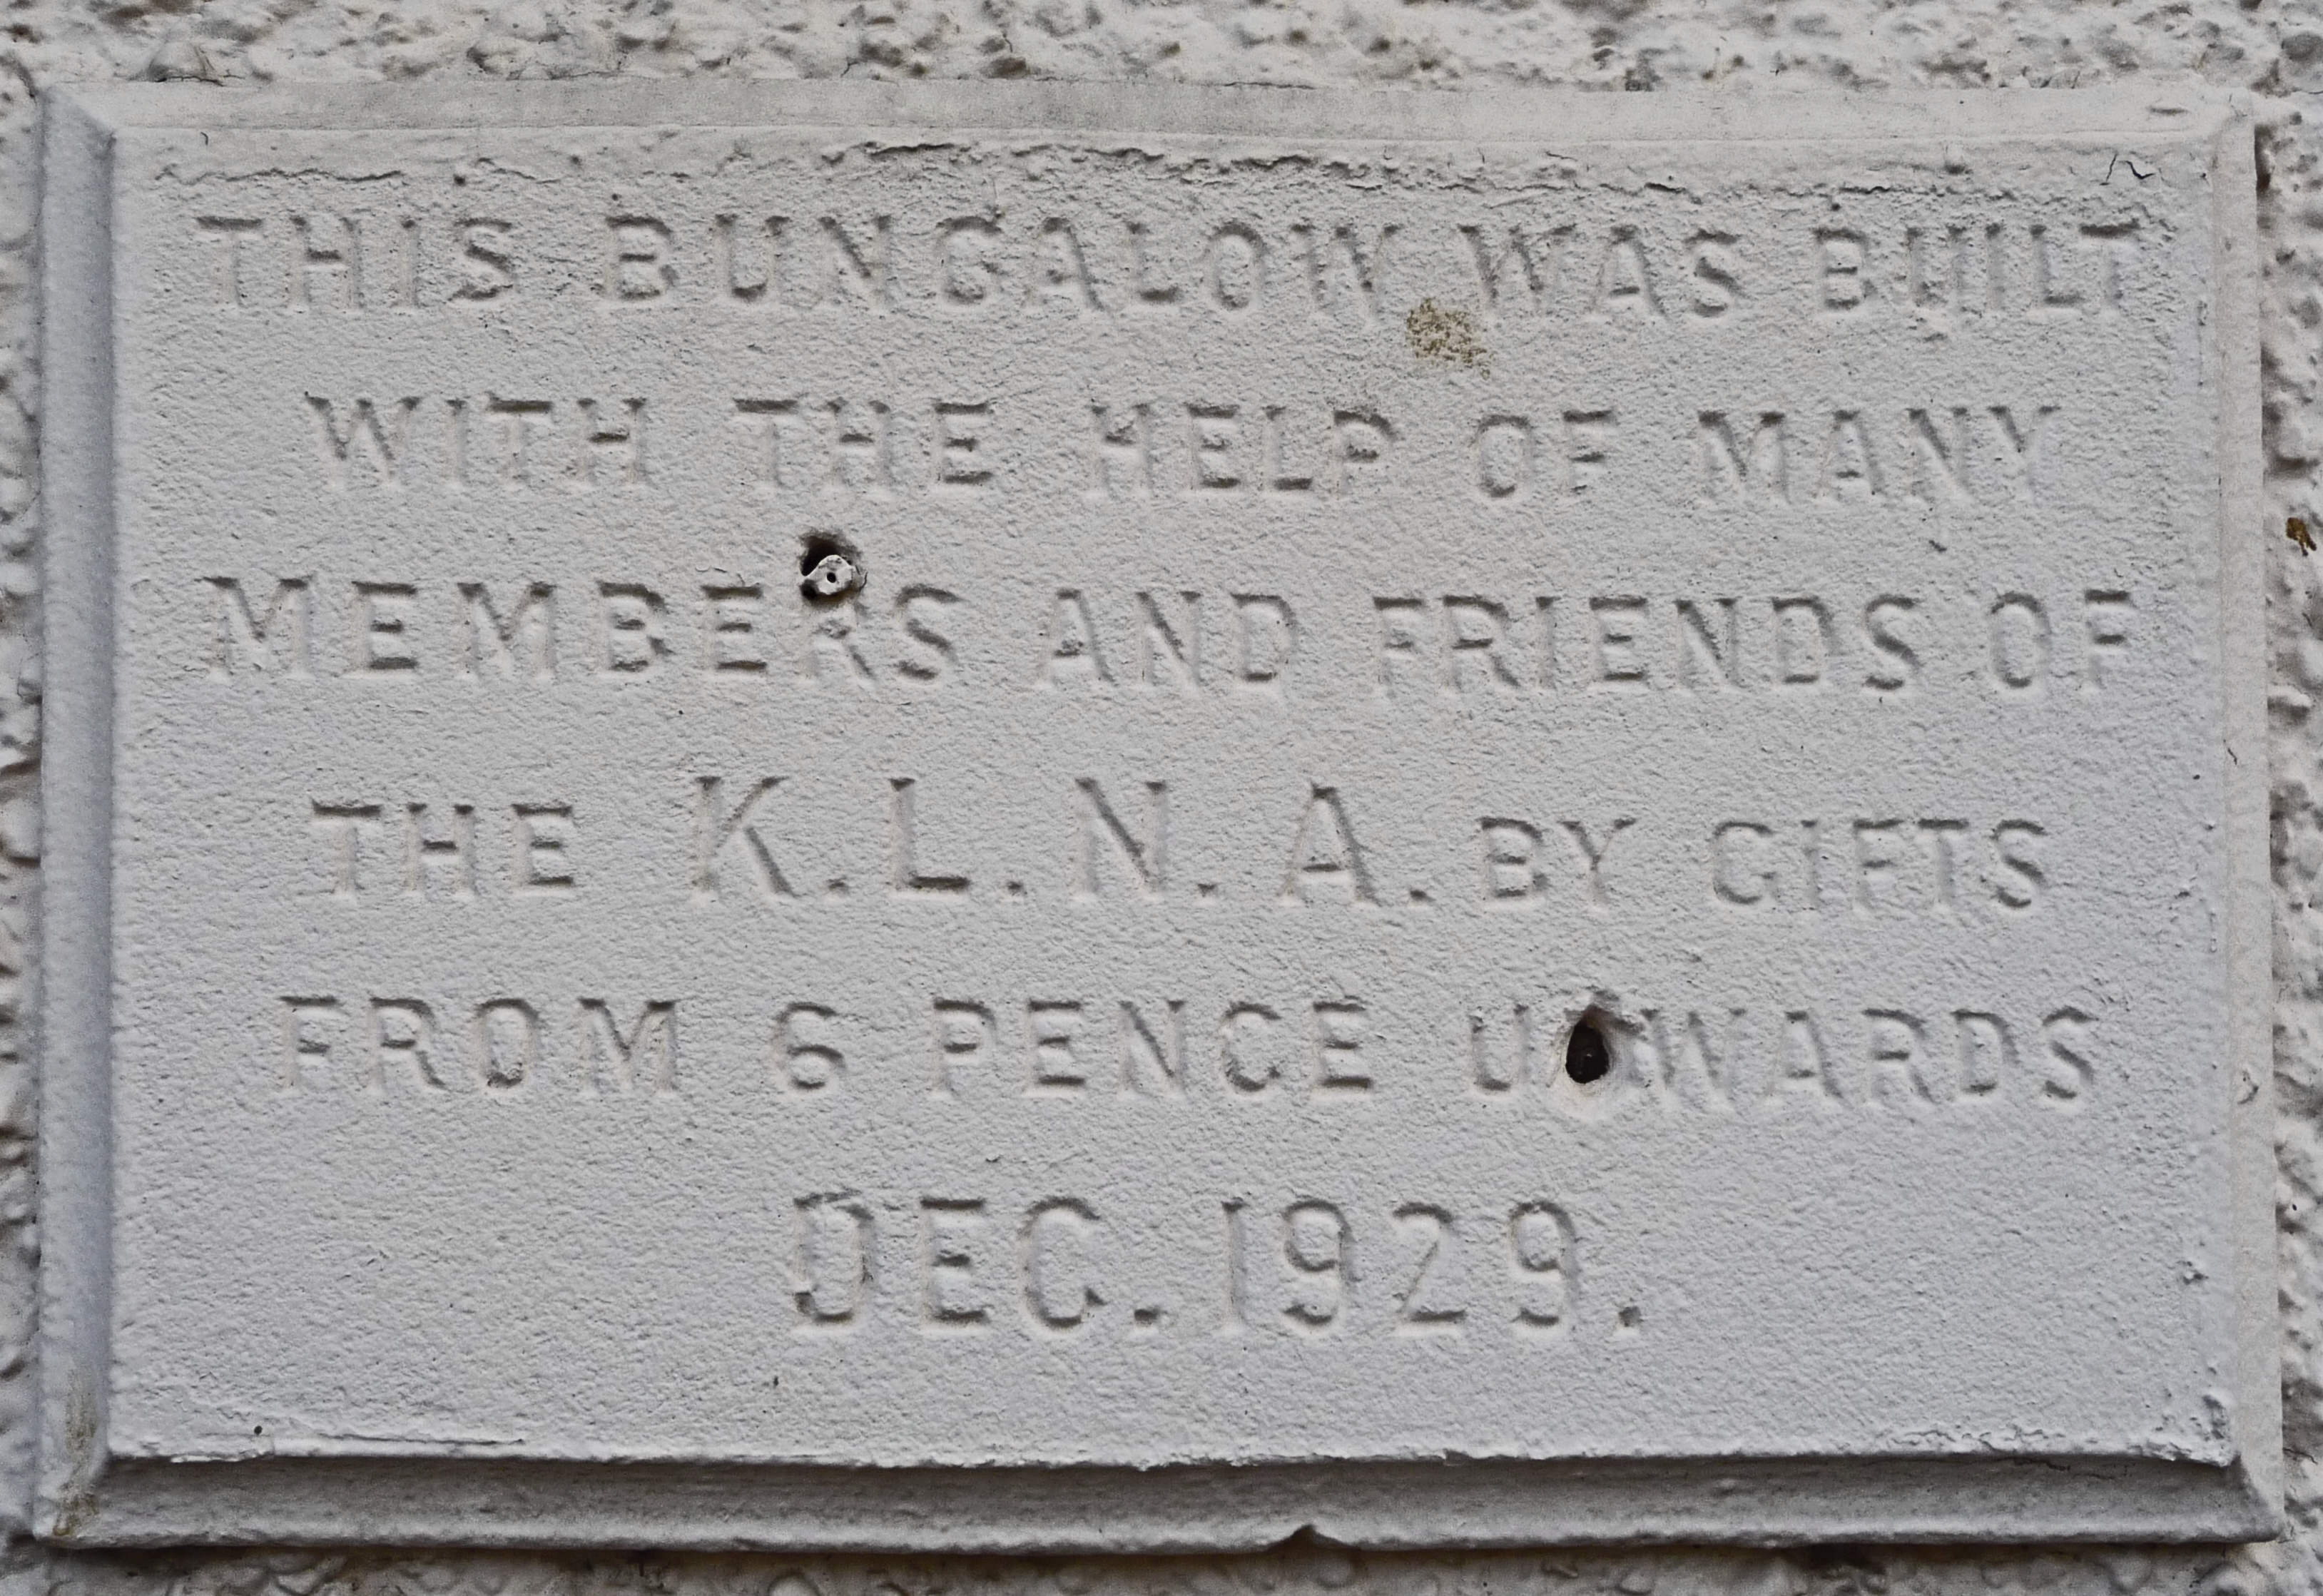 THIS BUNGALOW WAS BUILT
WITH THE HELP OF MANY
MEMBERS AND FRIENDS OF
THE K.L.N.A. BY GIFTS
FROM 6 PENCE UPWARDS
DEC. 1929.